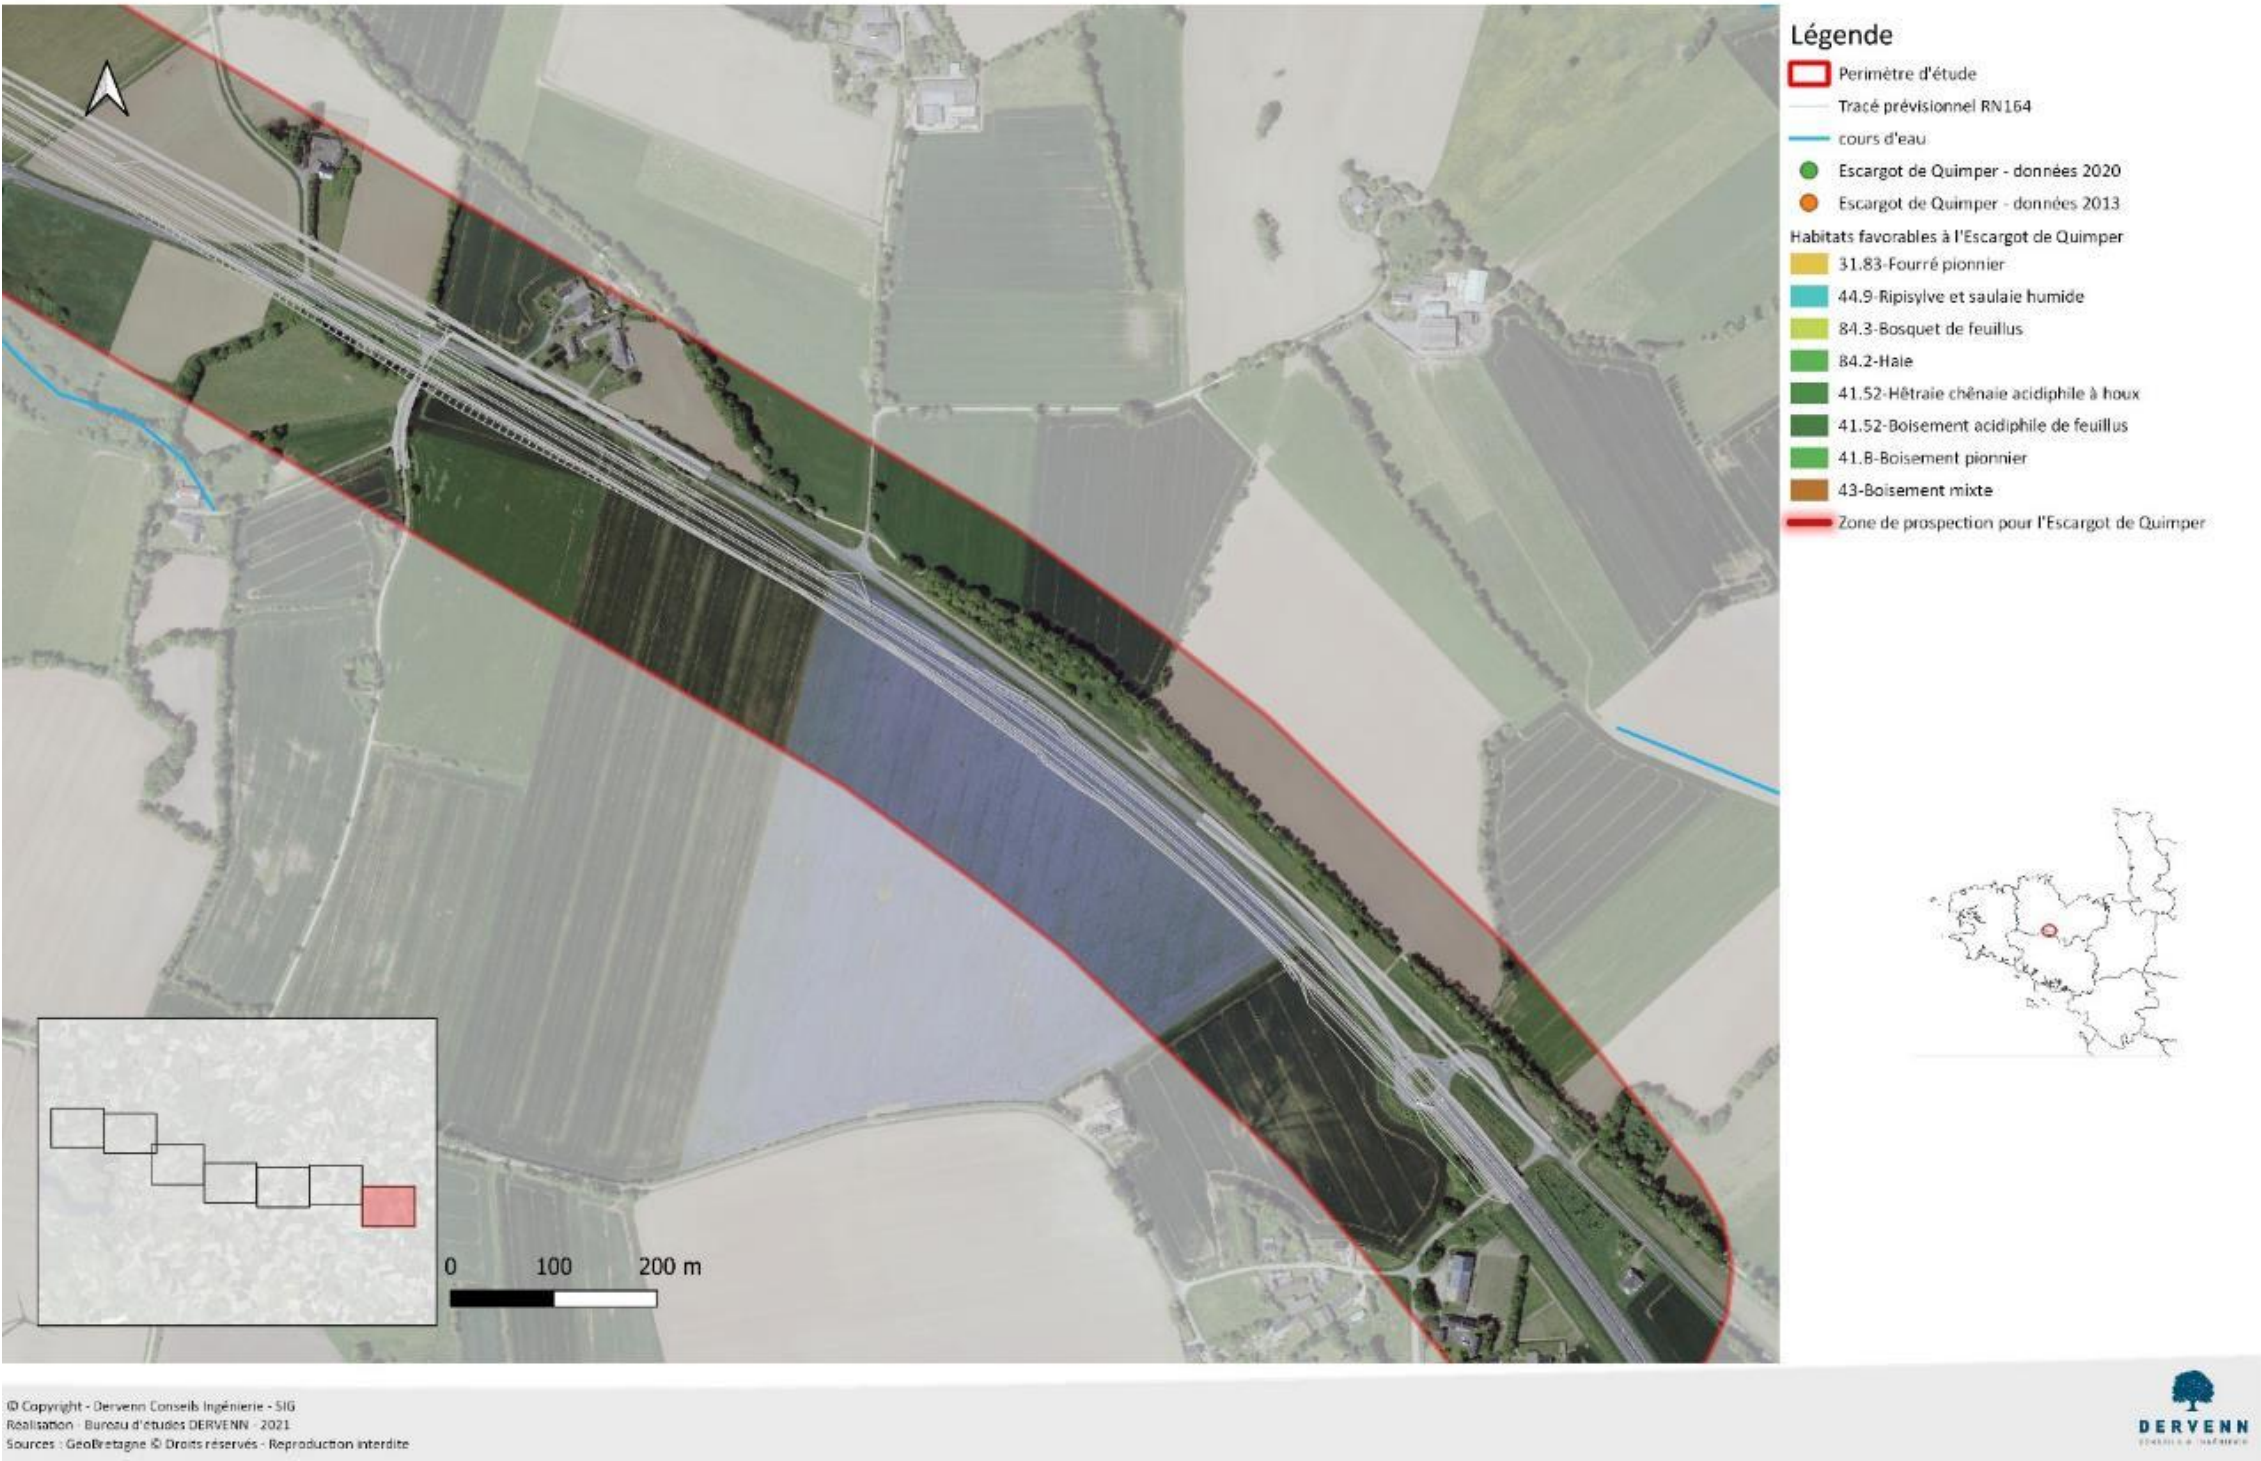 Légende
Perimètre d'étude
Tracé prévisionnel RN164
cours d'eau
Escargot de Quimper - données 2020
Escargot de Quimper - données 2013
Habitats favorables à l'Escargot de Quimper
31.83-Fourré pionnier
44.9-Ripisylve et saulaie humide
84.3-Bosquet de feuillus
84.2-Haie
41.52-Hêtraie chênaie acidiphile à houx
41.52-Boisement acidiphile de feuillus
41.B-Boisement pionnier
43-Boisement mixte
Zone de prospection pour l'Escargot de Quimper
0 100 200 m
© Copyright - Dervenn Conseils Ingénierie - SIG
Réalisation - Bureau d'études DERVENN - 2021
Sources : GéoBretagne © Droits réservés - Reproduction interdite
DERVENN